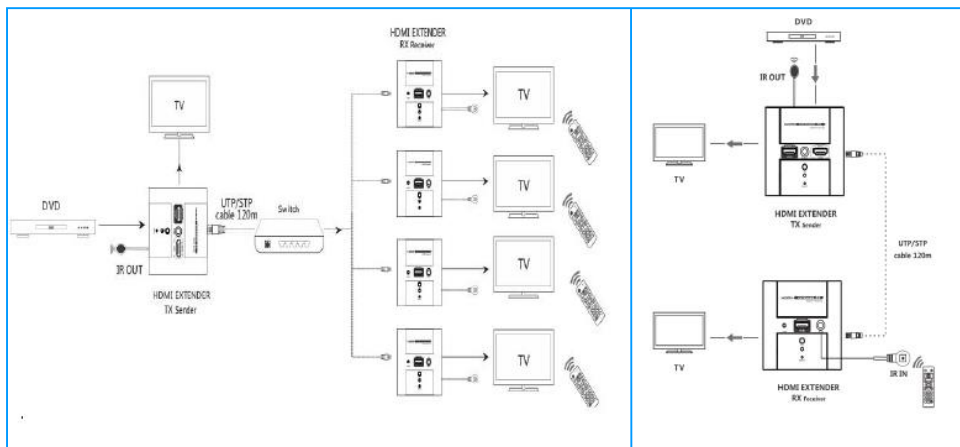 HDMI EXTENDER
RX Receiver
TV
TV
DVD
UTP/STP
cable 120m
Switch
IR OUT
HDMI EXTENDER
TX Sender
TV
TV
TV
DVD
IR OUT
TV
HDMI EXTENDER
TX Sender
UTP/STP
cable 120m
TV
IR IN
HDMI EXTENDER
RX Receiver